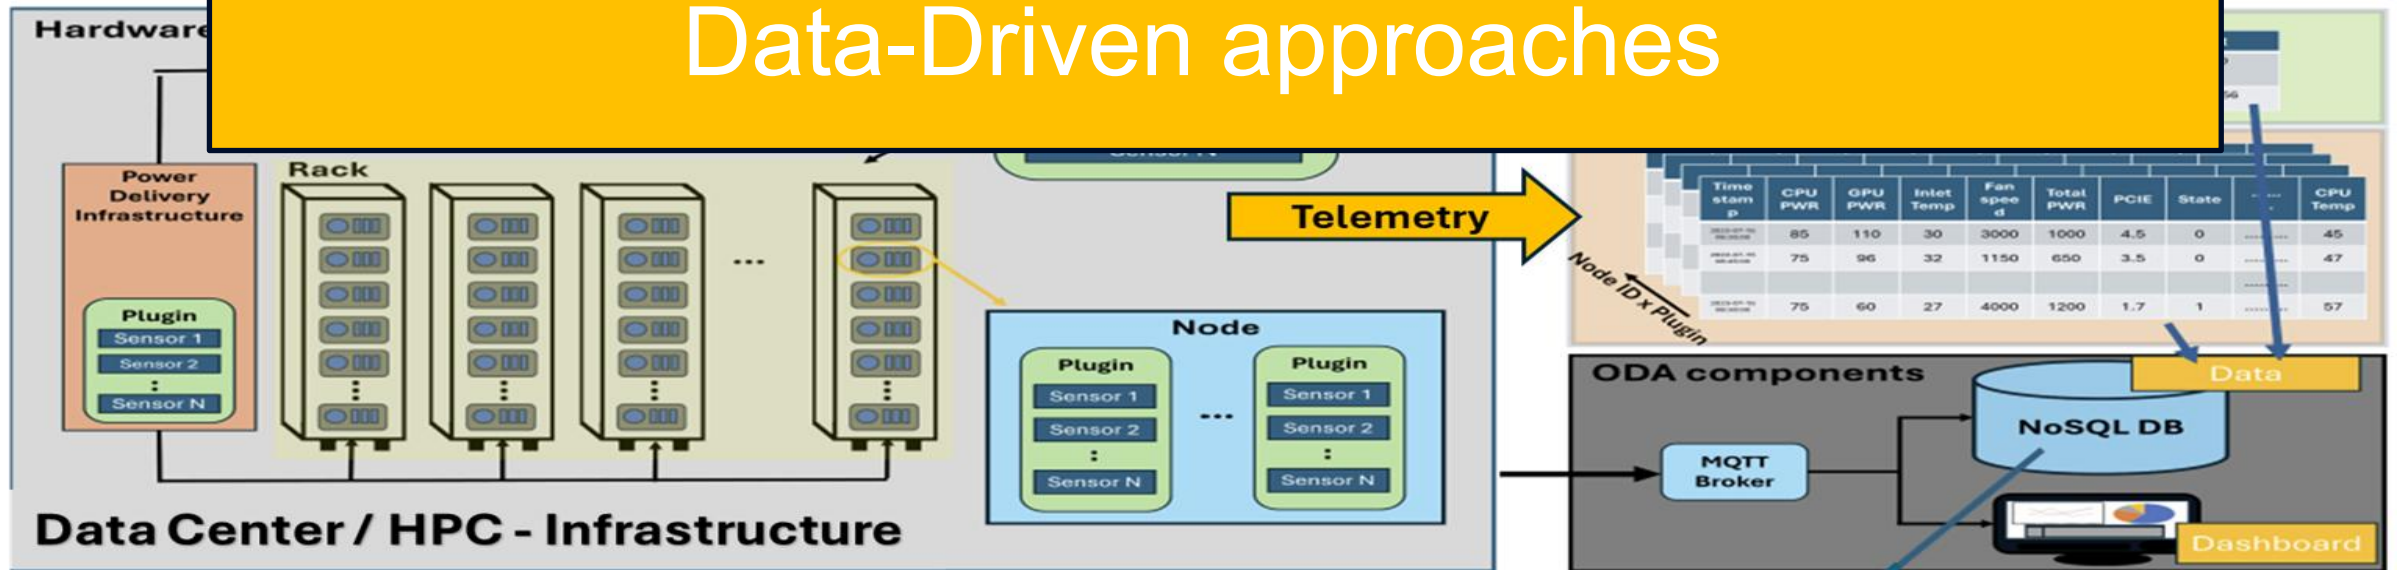 Data-Driven approaches
Hardware
Power
Delivery
Infrastructure
Plugin
Sensor 1
Sensor 2
:
Sensor N
Rack
...
Node
Plugin
Sensor 1
Sensor 2
:
Sensor N
...
Plugin
Sensor 1
Sensor 2
:
Sensor N
Data Center / HPC - Infrastructure
Telemetry
Time stam p CPU PWR GPU PWR Inlet Temp Fan spee d Total PWR PCIE State CPU Temp
85 110 30 3000 1000 4.5 0 45
75 96 32 1150 650 3.5 0 47
75 60 27 4000 1200 1.7 1 57
Node ID x Plugin
ODA components
Data
NoSQL DB
MQTT
Broker
Dashboard